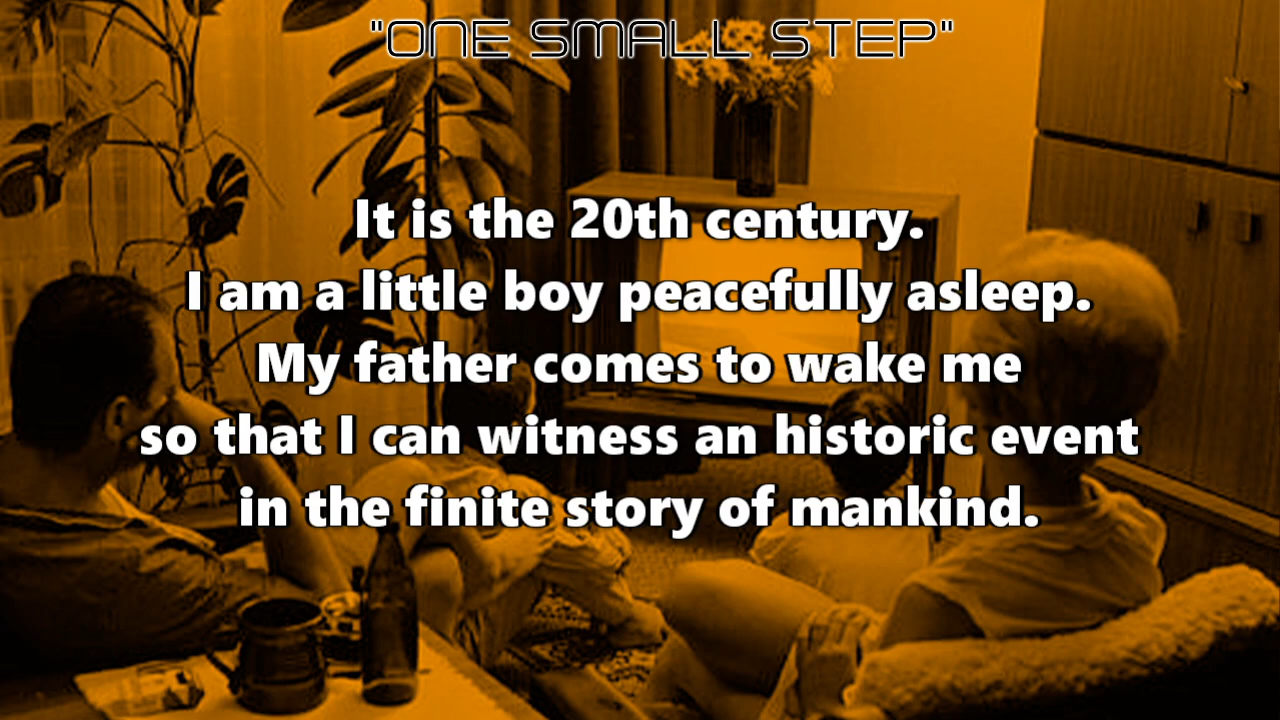 "ONE SMALL STEP"
It is the 20th century.
I am a little boy peacefully asleep.
My father comes to wake me
so that I can witness an historic event
in the finite story of mankind.